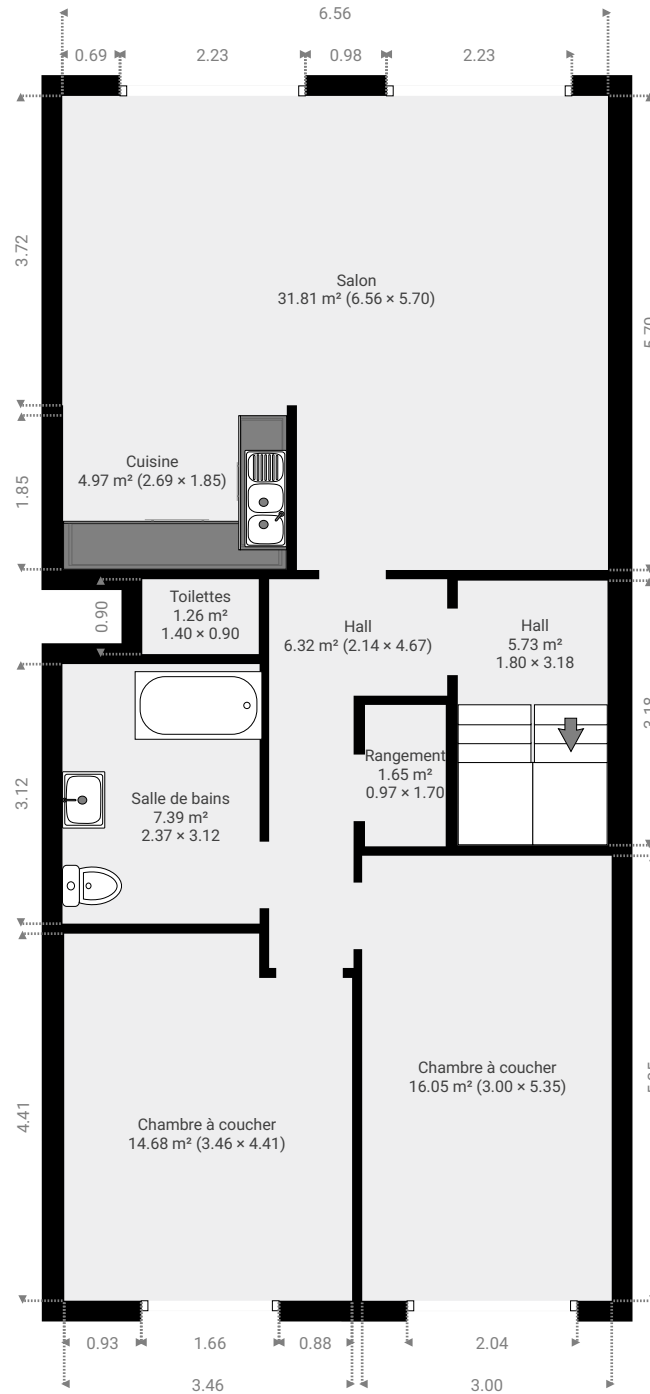 6.56
0.69 2.23 0.98 2.23
3.72
Salon
31.81 m² (6.56 × 5.70)
Cuisine
4.97 m² (2.69 × 1.85)
1.85
0.90
Toilettes
1.26 m²
1.40 × 0.90
Hall
6.32 m² (2.14 × 4.67)
Hall
5.73 m²
1.80 × 3.18
Rangement
1.65 m²
0.97 × 1.70
3.12
Salle de bains
7.39 m²
2.37 × 3.12
4.41
Chambre à coucher
16.05 m² (3.00 × 5.35)
Chambre à coucher
14.68 m² (3.46 × 4.41)
0.93 1.66 0.88 2.04
3.46 3.00